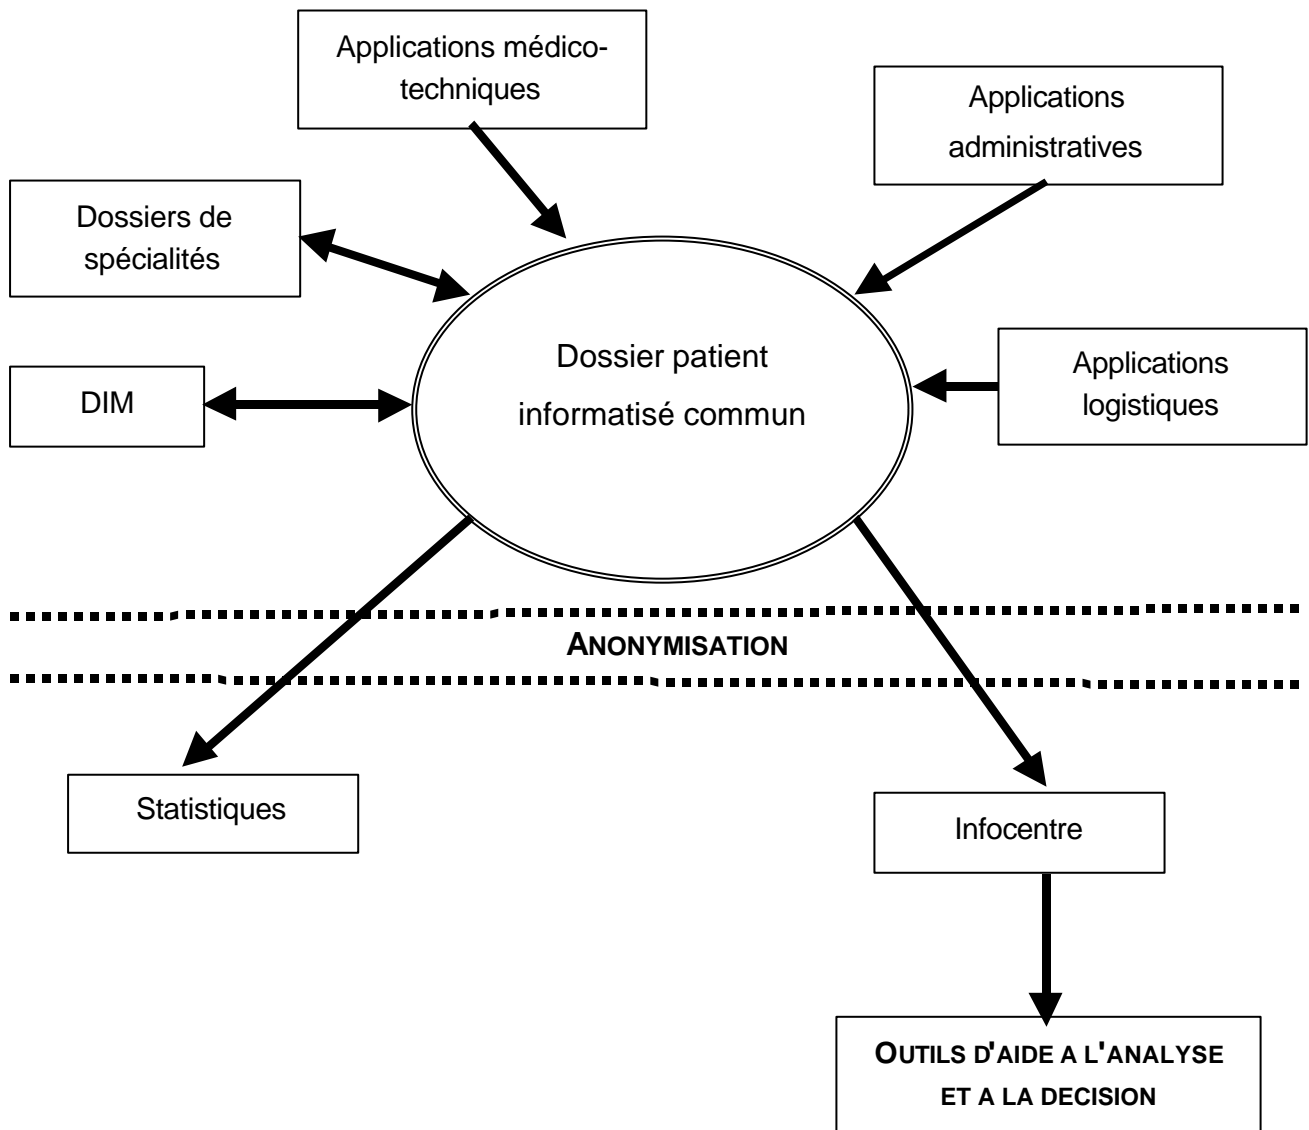 Applications médico-
techniques
Applications
administratives
Dossiers de
spécialités
Dossier patient
informatisé commun
DIM
Applications
logistiques
ANONYMISATION
Statistiques
Infocentre
OUTILS D'AIDE A L'ANALYSE
ET A LA DECISION